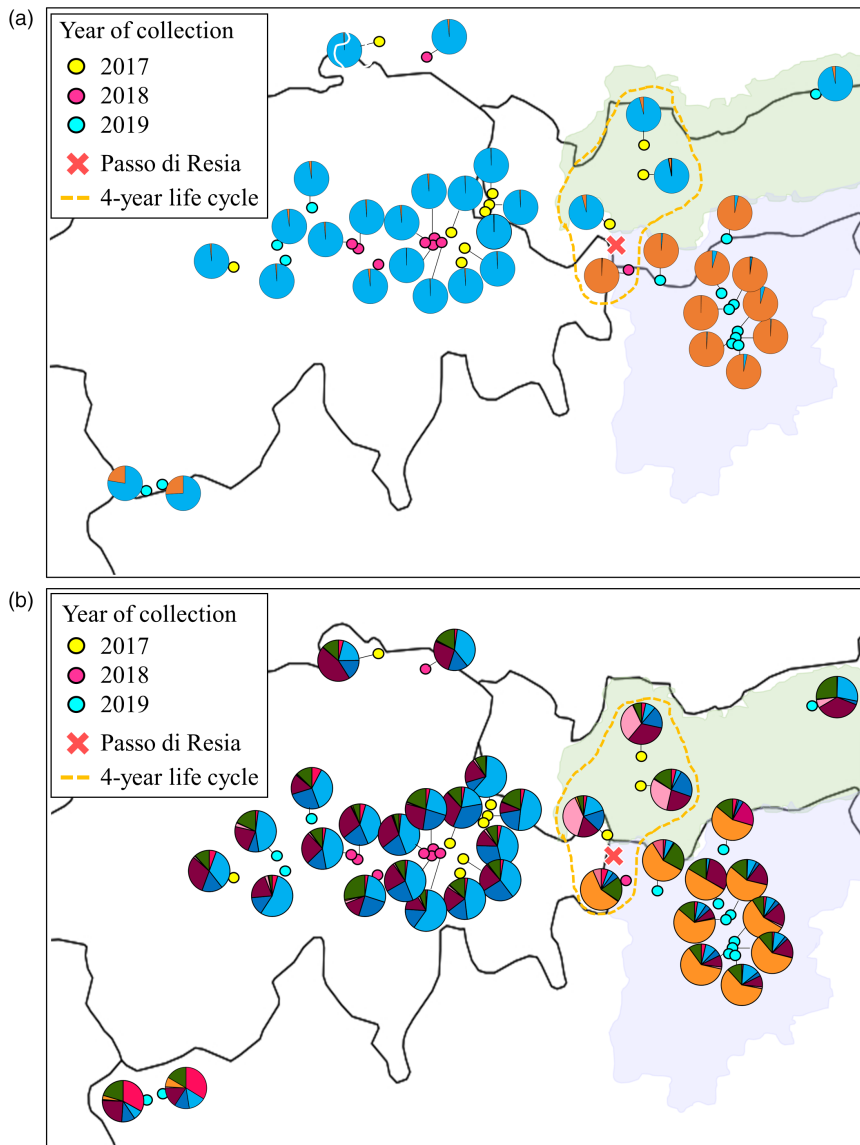 (a)
Year of collection
2017
2018
2019
Passo di Resia
4-year life cycle
(b)
Year of collection
2017
2018
2019
Passo di Resia
4-year life cycle